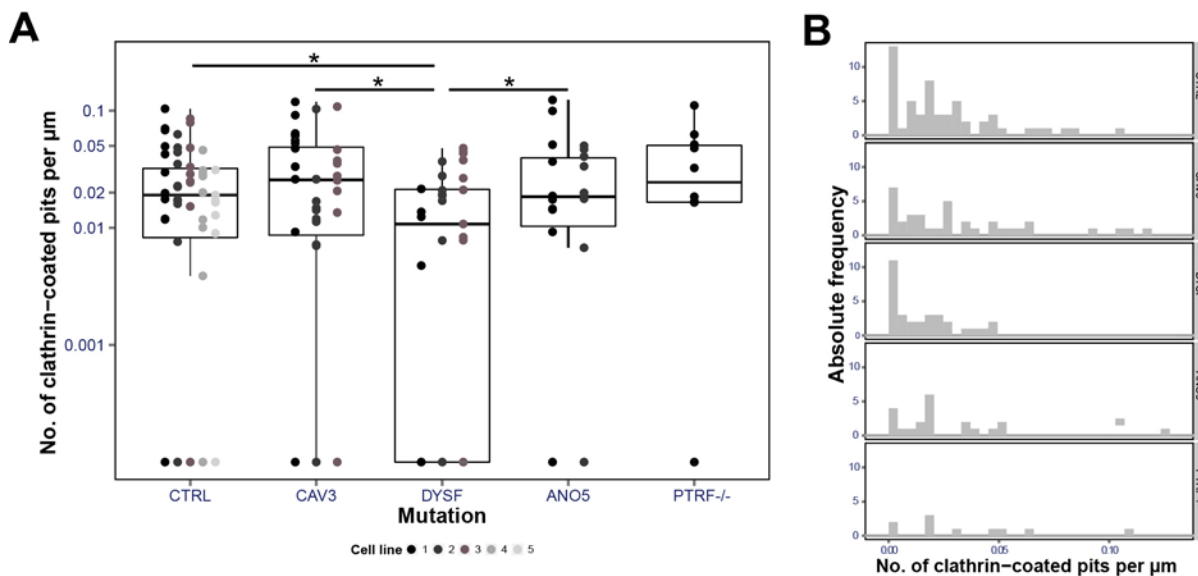 A
No. of clathrin-coated pits per µm
0.1
0.05
0.02
0.01
0.001
*
*
*
CTRL
CAV3
DYSF
ANO5
PTRF-/-
Mutation
Cell line 1 2 3 4 5
B
Absolute frequency
10
5
0
10
5
0
10
5
0
10
5
0
10
5
0
0.00
0.05
0.10
No. of clathrin-coated pits per µm